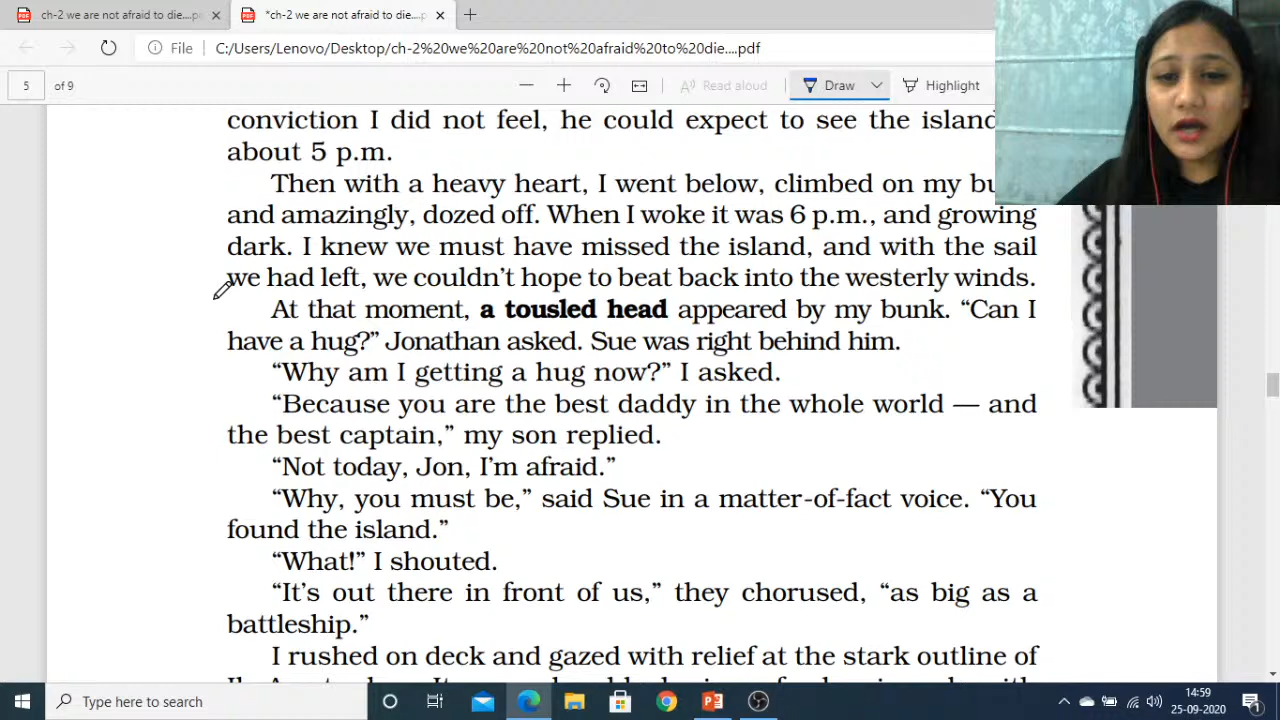 ch-2 we are not afraid to die....pe
*ch-2 we are not afraid to die....p
File
C:/Users/Lenovo/Desktop/ch-2%20we%20are%20not%20afraid%20to%20die....pdf
5 of 9
Read aloud
Draw
Highlight
conviction I did not feel, he could expect to see the island
about 5 p.m.
Then with a heavy heart, I went below, climbed on my
and amazingly, dozed off. When I woke it was 6 p.m., and growing
dark. I knew we must have missed the island, and with the sail
we had left, we couldn't hope to beat back into the westerly winds.
At that moment, a tousled head appeared by my bunk. “Can I
have a hug?” Jonathan asked. Sue was right behind him.
“Why am I getting a hug now?” I asked.
“Because you are the best daddy in the whole world — and
the best captain,” my son replied.
“Not today, Jon, I'm afraid.”
“Why, you must be,” said Sue in a matter-of-fact voice. “You
found the island.”
“What!” I shouted.
“It's out there in front of us,” they chorused, “as big as a
battleship.”
I rushed on deck and gazed with relief at the stark outline of
Type here to search
14:59
25-09-2020
1